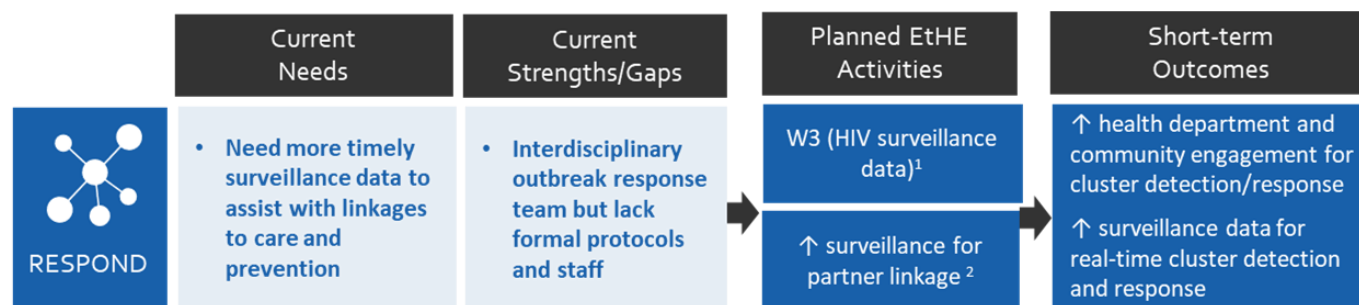 Current
Needs
Current
Strengths/Gaps
Planned EtHE
Activities
Short-term
Outcomes
RESPOND
• Need more timely
surveillance data to
assist with linkages
to care and
prevention
• Interdisciplinary
outbreak response
team but lack
formal protocols
and staff
W3 (HIV surveillance
data)¹
↑ surveillance for
partner linkage ²
↑ health department and
community engagement for
cluster detection/response
↑ surveillance data for
real-time cluster detection
and response